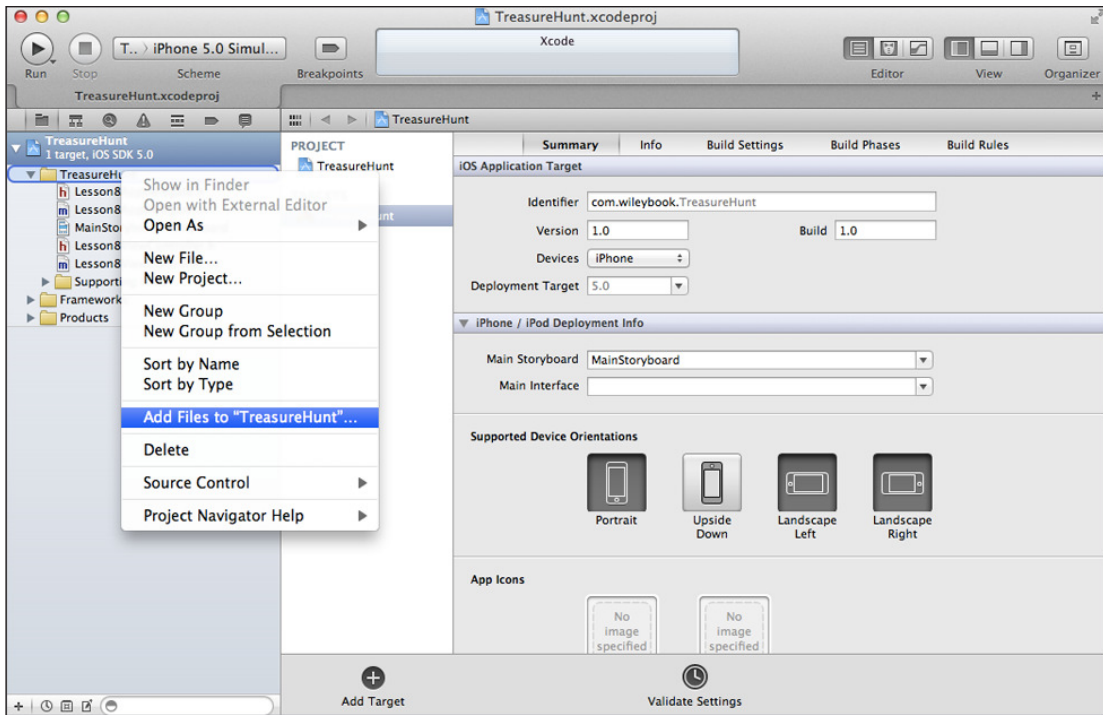 TreasureHunt.xcodeproj
T.. › iPhone 5.0 Simul...
Xcode
Run Stop Scheme Breakpoints Editor View Organizer
TreasureHunt.xcodeproj
TreasureHunt
TreasureHunt
1 target, iOS SDK 5.0
TreasureHu
h Lesson8
m Lesson8
MainSto
h Lesson8
m Lesson8
Supporti
Framework
Products
Show in Finder
Open with External Editor
Open As
New File...
New Project...
New Group
New Group from Selection
Sort by Name
Sort by Type
Add Files to “TreasureHunt”...
Delete
Source Control
Project Navigator Help
PROJECT
TreasureHunt
unt
Summary Info Build Settings Build Phases Build Rules
iOS Application Target
Identifier com.wileybook.TreasureHunt
Version 1.0 Build 1.0
Devices iPhone
Deployment Target 5.0
iPhone / iPod Deployment Info
Main Storyboard MainStoryboard
Main Interface
Supported Device Orientations
Portrait Upside Landscape Landscape
Down Left Right
App Icons
No No
image image
specified specified
Add Target Validate Settings